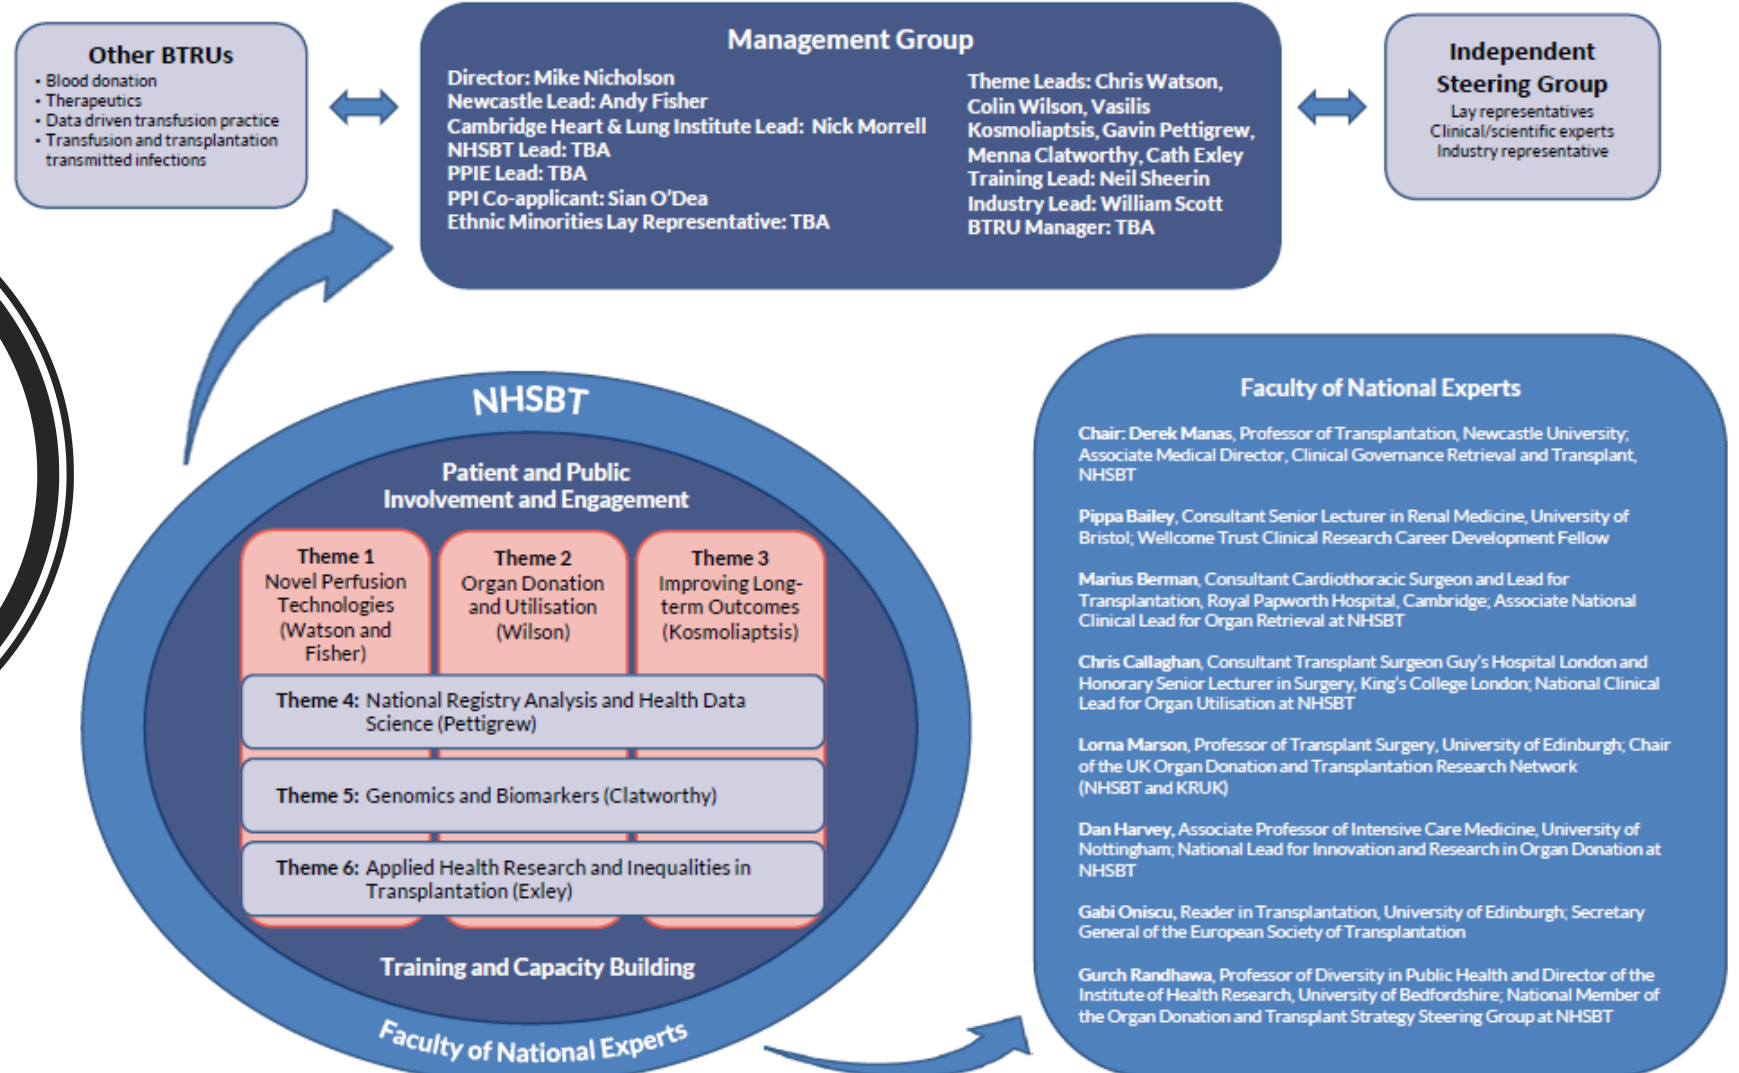 Other BTRUs
• Blood donation
• Therapeutics
• Data driven transfusion practice
• Transfusion and transplantation
transmitted infections
Management Group
Director: Mike Nicholson
Newcastle Lead: Andy Fisher
Cambridge Heart & Lung Institute Lead: Nick Morrell
NHSBT Lead: TBA
PPIE Lead: TBA
PPI Co-applicant: Sian O'Dea
Ethnic Minorities Lay Representative: TBA
Theme Leads: Chris Watson,
Colin Wilson, Vasilis
Kosmoliaptsis, Gavin Pettigrew,
Menna Clatworthy, Cath Exley
Training Lead: Neil Sheerin
Industry Lead: William Scott
BTRU Manager: TBA
Independent
Steering Group
Lay representatives
Clinical/scientific experts
Industry representative
NHSBT
Patient and Public
Involvement and Engagement
Theme 1
Novel Perfusion
Technologies
(Watson and
Fisher)
Theme 2
Organ Donation
and Utilisation
(Wilson)
Theme 3
Improving Long-
term Outcomes
(Kosmoliaptsis)
Theme 4: National Registry Analysis and Health Data
Science (Pettigrew)
Theme 5: Genomics and Biomarkers (Clatworthy)
Theme 6: Applied Health Research and Inequalities in
Transplantation (Exley)
Training and Capacity Building
Faculty of National Experts
Faculty of National Experts
Chair: Derek Manas, Professor of Transplantation, Newcastle University;
Associate Medical Director, Clinical Governance Retrieval and Transplant,
NHSBT
Pippa Bailey, Consultant Senior Lecturer in Renal Medicine, University of
Bristol; Wellcome Trust Clinical Research Career Development Fellow
Marius Berman, Consultant Cardiothoracic Surgeon and Lead for
Transplantation, Royal Papworth Hospital, Cambridge; Associate National
Clinical Lead for Organ Retrieval at NHSBT
Chris Callaghan, Consultant Transplant Surgeon Guy's Hospital London and
Honorary Senior Lecturer in Surgery, King's College London; National Clinical
Lead for Organ Utilisation at NHSBT
Lorna Marson, Professor of Transplant Surgery, University of Edinburgh; Chair
of the UK Organ Donation and Transplantation Research Network
(NHSBT and KRUK)
Dan Harvey, Associate Professor of Intensive Care Medicine, University of
Nottingham; National Lead for Innovation and Research in Organ Donation at
NHSBT
Gabi Oniscu, Reader in Transplantation, University of Edinburgh; Secretary
General of the European Society of Transplantation
Gurch Randhawa, Professor of Diversity in Public Health and Director of the
Institute of Health Research, University of Bedfordshire; National Member of
the Organ Donation and Transplant Strategy Steering Group at NHSBT